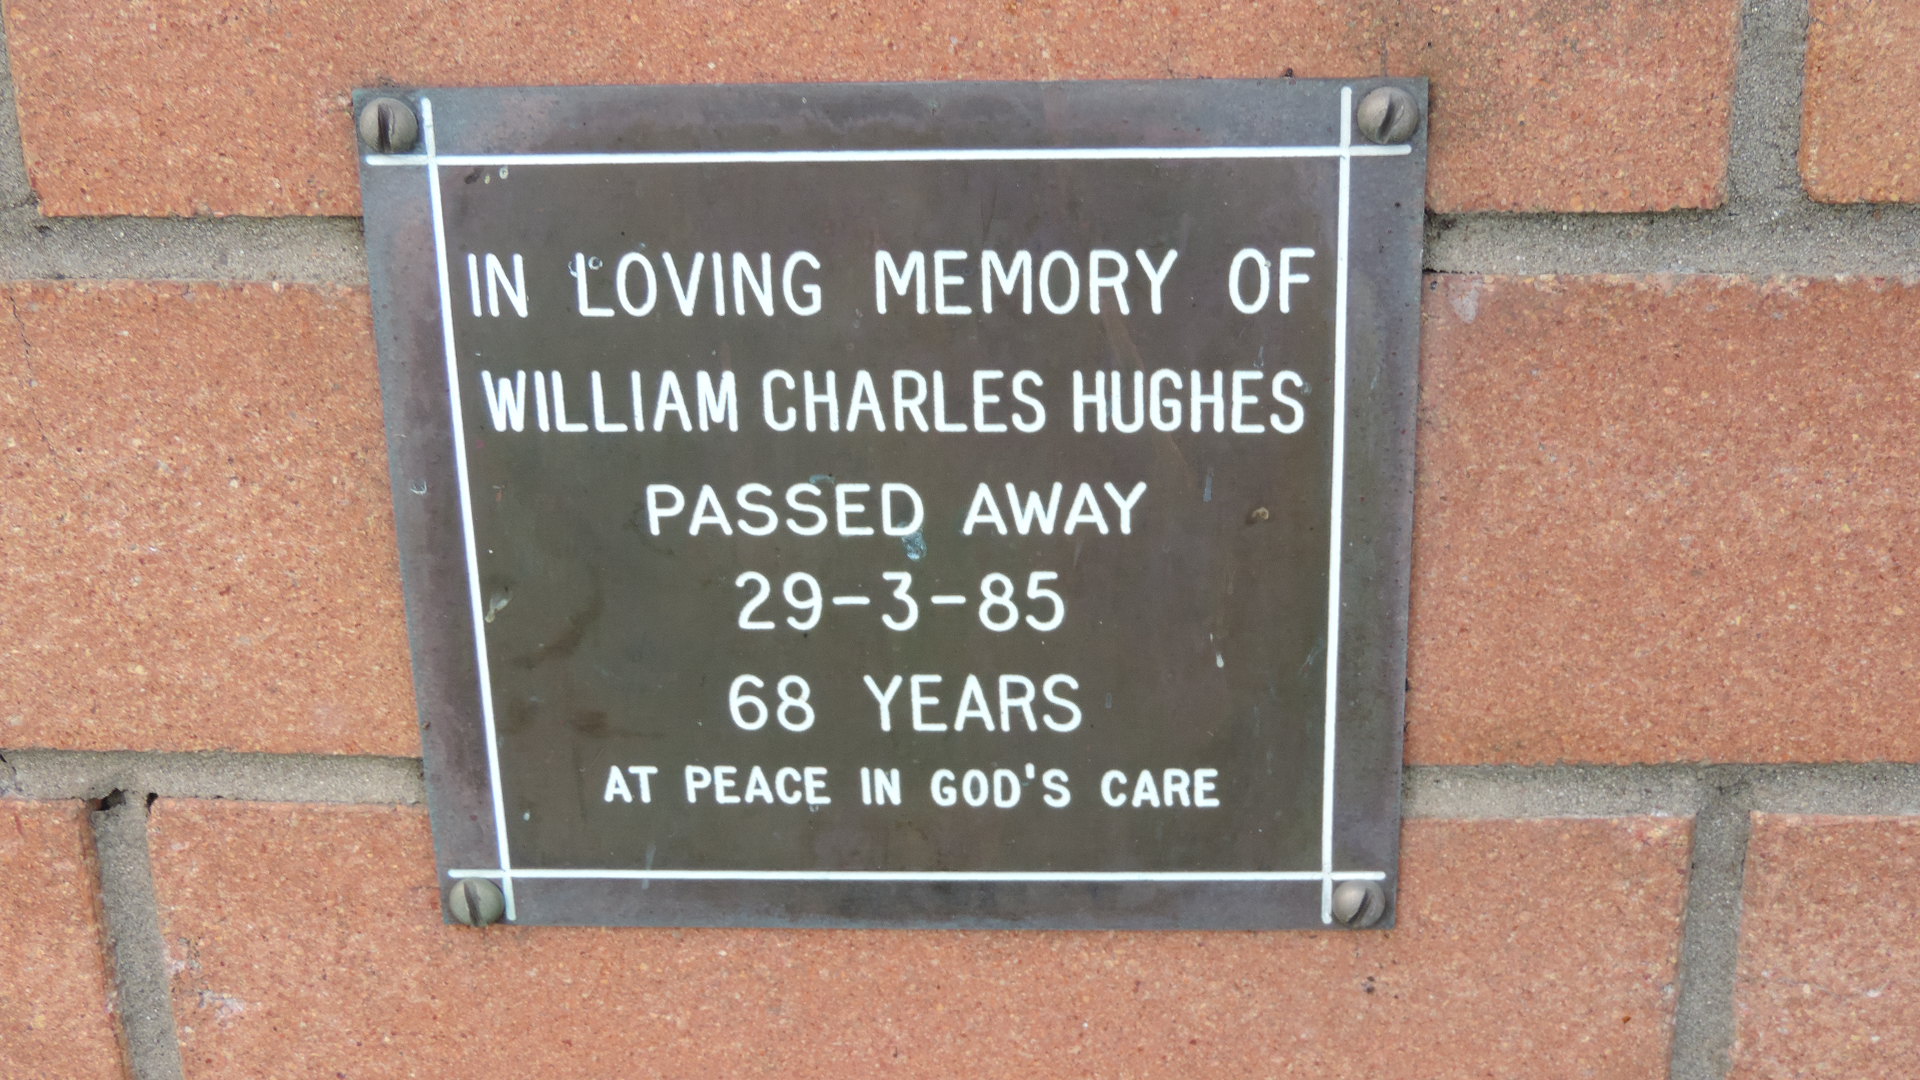 IN LOVING MEMORY OF
WILLIAM CHARLES HUGHES
PASSED AWAY
29-3-85
68 YEARS
AT PEACE IN GOD'S CARE